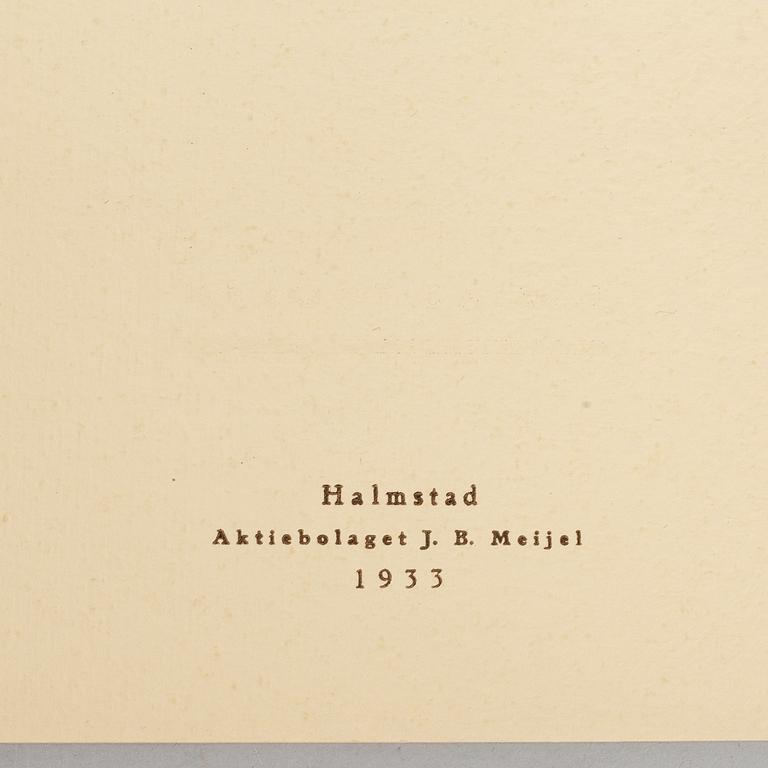 Halmstad
Aktiebolaget J. B. Meijel
1933